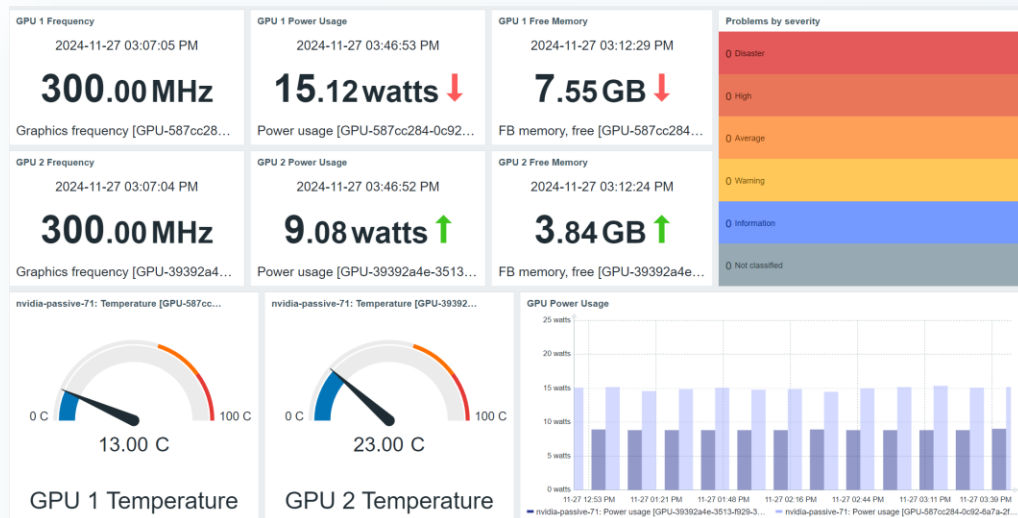 GPU 1 Frequency
2024-11-27 03:07:05 PM
300.00 MHz
Graphics frequency [GPU-587cc28...
GPU 1 Power Usage
2024-11-27 03:46:53 PM
15.12 watts
Power usage [GPU-587cc284-0c92...
GPU 1 Free Memory
2024-11-27 03:12:29 PM
7.55 GB
FB memory, free [GPU-587cc284...
Problems by severity
0 Disaster
0 High
0 Average
0 Warning
0 Information
0 Not classified
GPU 2 Frequency
2024-11-27 03:07:04 PM
300.00 MHz
Graphics frequency [GPU-39392a4...
GPU 2 Power Usage
2024-11-27 03:46:52 PM
9.08 watts
Power usage [GPU-39392a4e-3513...
GPU 2 Free Memory
2024-11-27 03:12:24 PM
3.84 GB
FB memory, free [GPU-39392a4e...
nvidia-passive-71: Temperature [GPU-587cc...
0 C
100 C
13.00 C
GPU 1 Temperature
nvidia-passive-71: Temperature [GPU-39392...
0 C
100 C
23.00 C
GPU 2 Temperature
GPU Power Usage
25 watts
20 watts
15 watts
10 watts
5 watts
0 watts
11-27 12:53 PM
11-27 01:21 PM
11-27 01:48 PM
11-27 02:16 PM
11-27 02:44 PM
11-27 03:11 PM
11-27 03:39 PM
nvidia-passive-71: Power usage [GPU-39392a4e-3513-f929-3...
nvidia-passive-71: Power usage [GPU-587cc284-0c92-6a7a-2f...